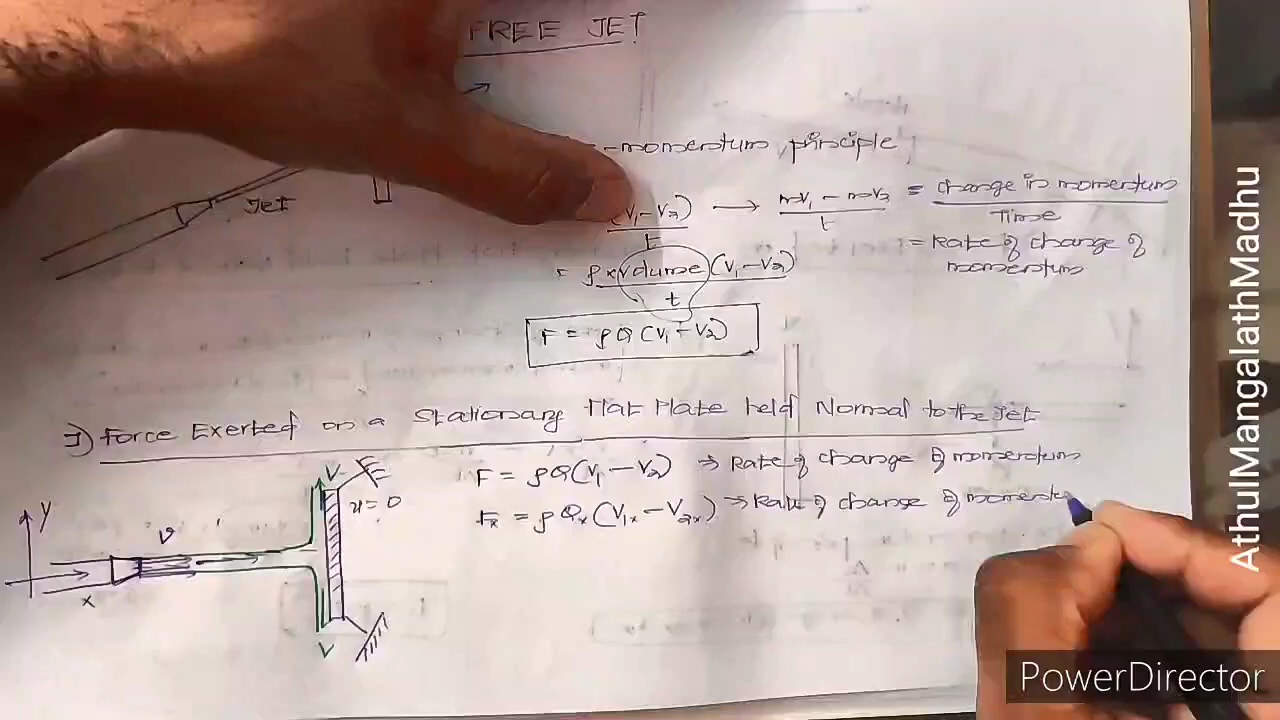 FREE JET
-momentum principle
Jet
(V₁-V₂)/t → mV₁ - mV₂/t = change in momentum/Time
= Rate of change of momentum
= ρ x volume (V₁-V₂)/t
F = ρQ (V₁-V₂)
I) Force Exerted on a Stationary Flat Plate held Normal to the Jet
F = ρQ(V₁-V₂) ⇒ Rate of change of momentum
Fx = ρQx (V₁x - V₂x) ⇒ Rate of change of
V
u = 0
y
v
x
V
AthulMangalathMadhu
PowerDirector